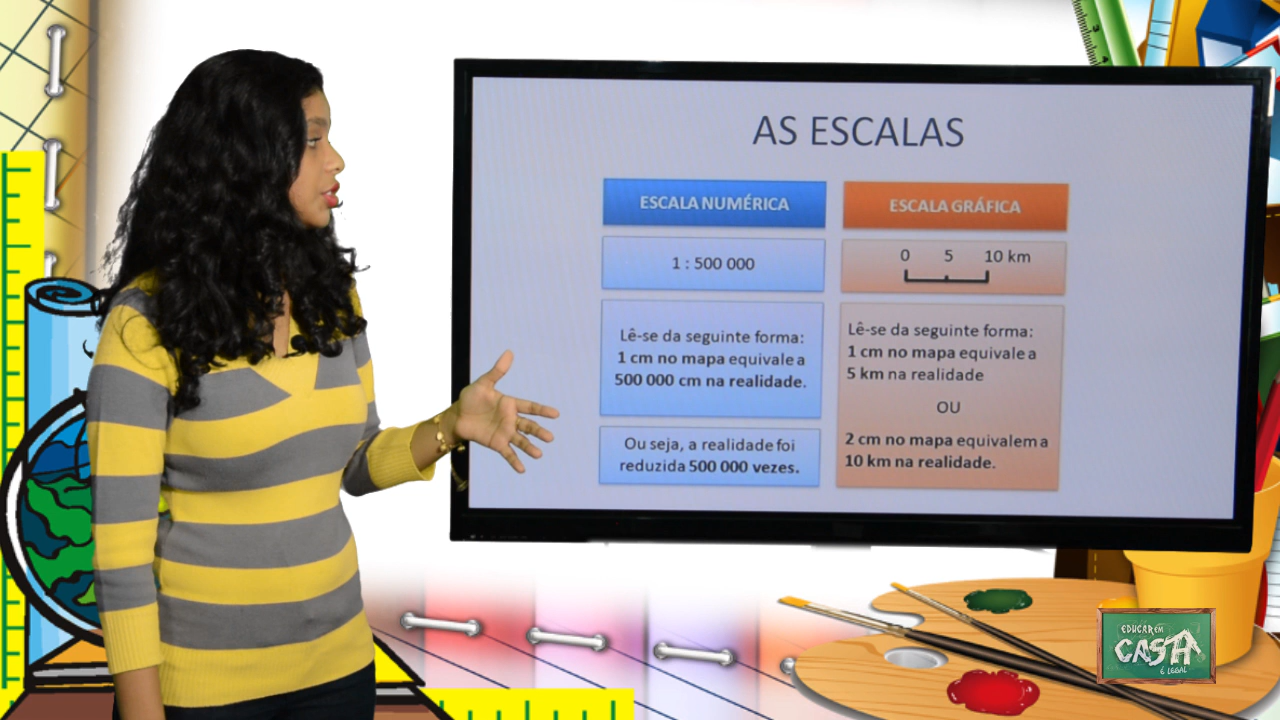 AS ESCALAS
ESCALA NUMÉRICA
1 : 500 000
Lê-se da seguinte forma:
1 cm no mapa equivale a
500 000 cm na realidade.
Ou seja, a realidade foi
reduzida 500 000 vezes.
ESCALA GRÁFICA
0 5 10 km
Lê-se da seguinte forma:
1 cm no mapa equivale a
5 km na realidade
OU
2 cm no mapa equivalem a
10 km na realidade.
EDUCAR EM
CASA
É LEGAL